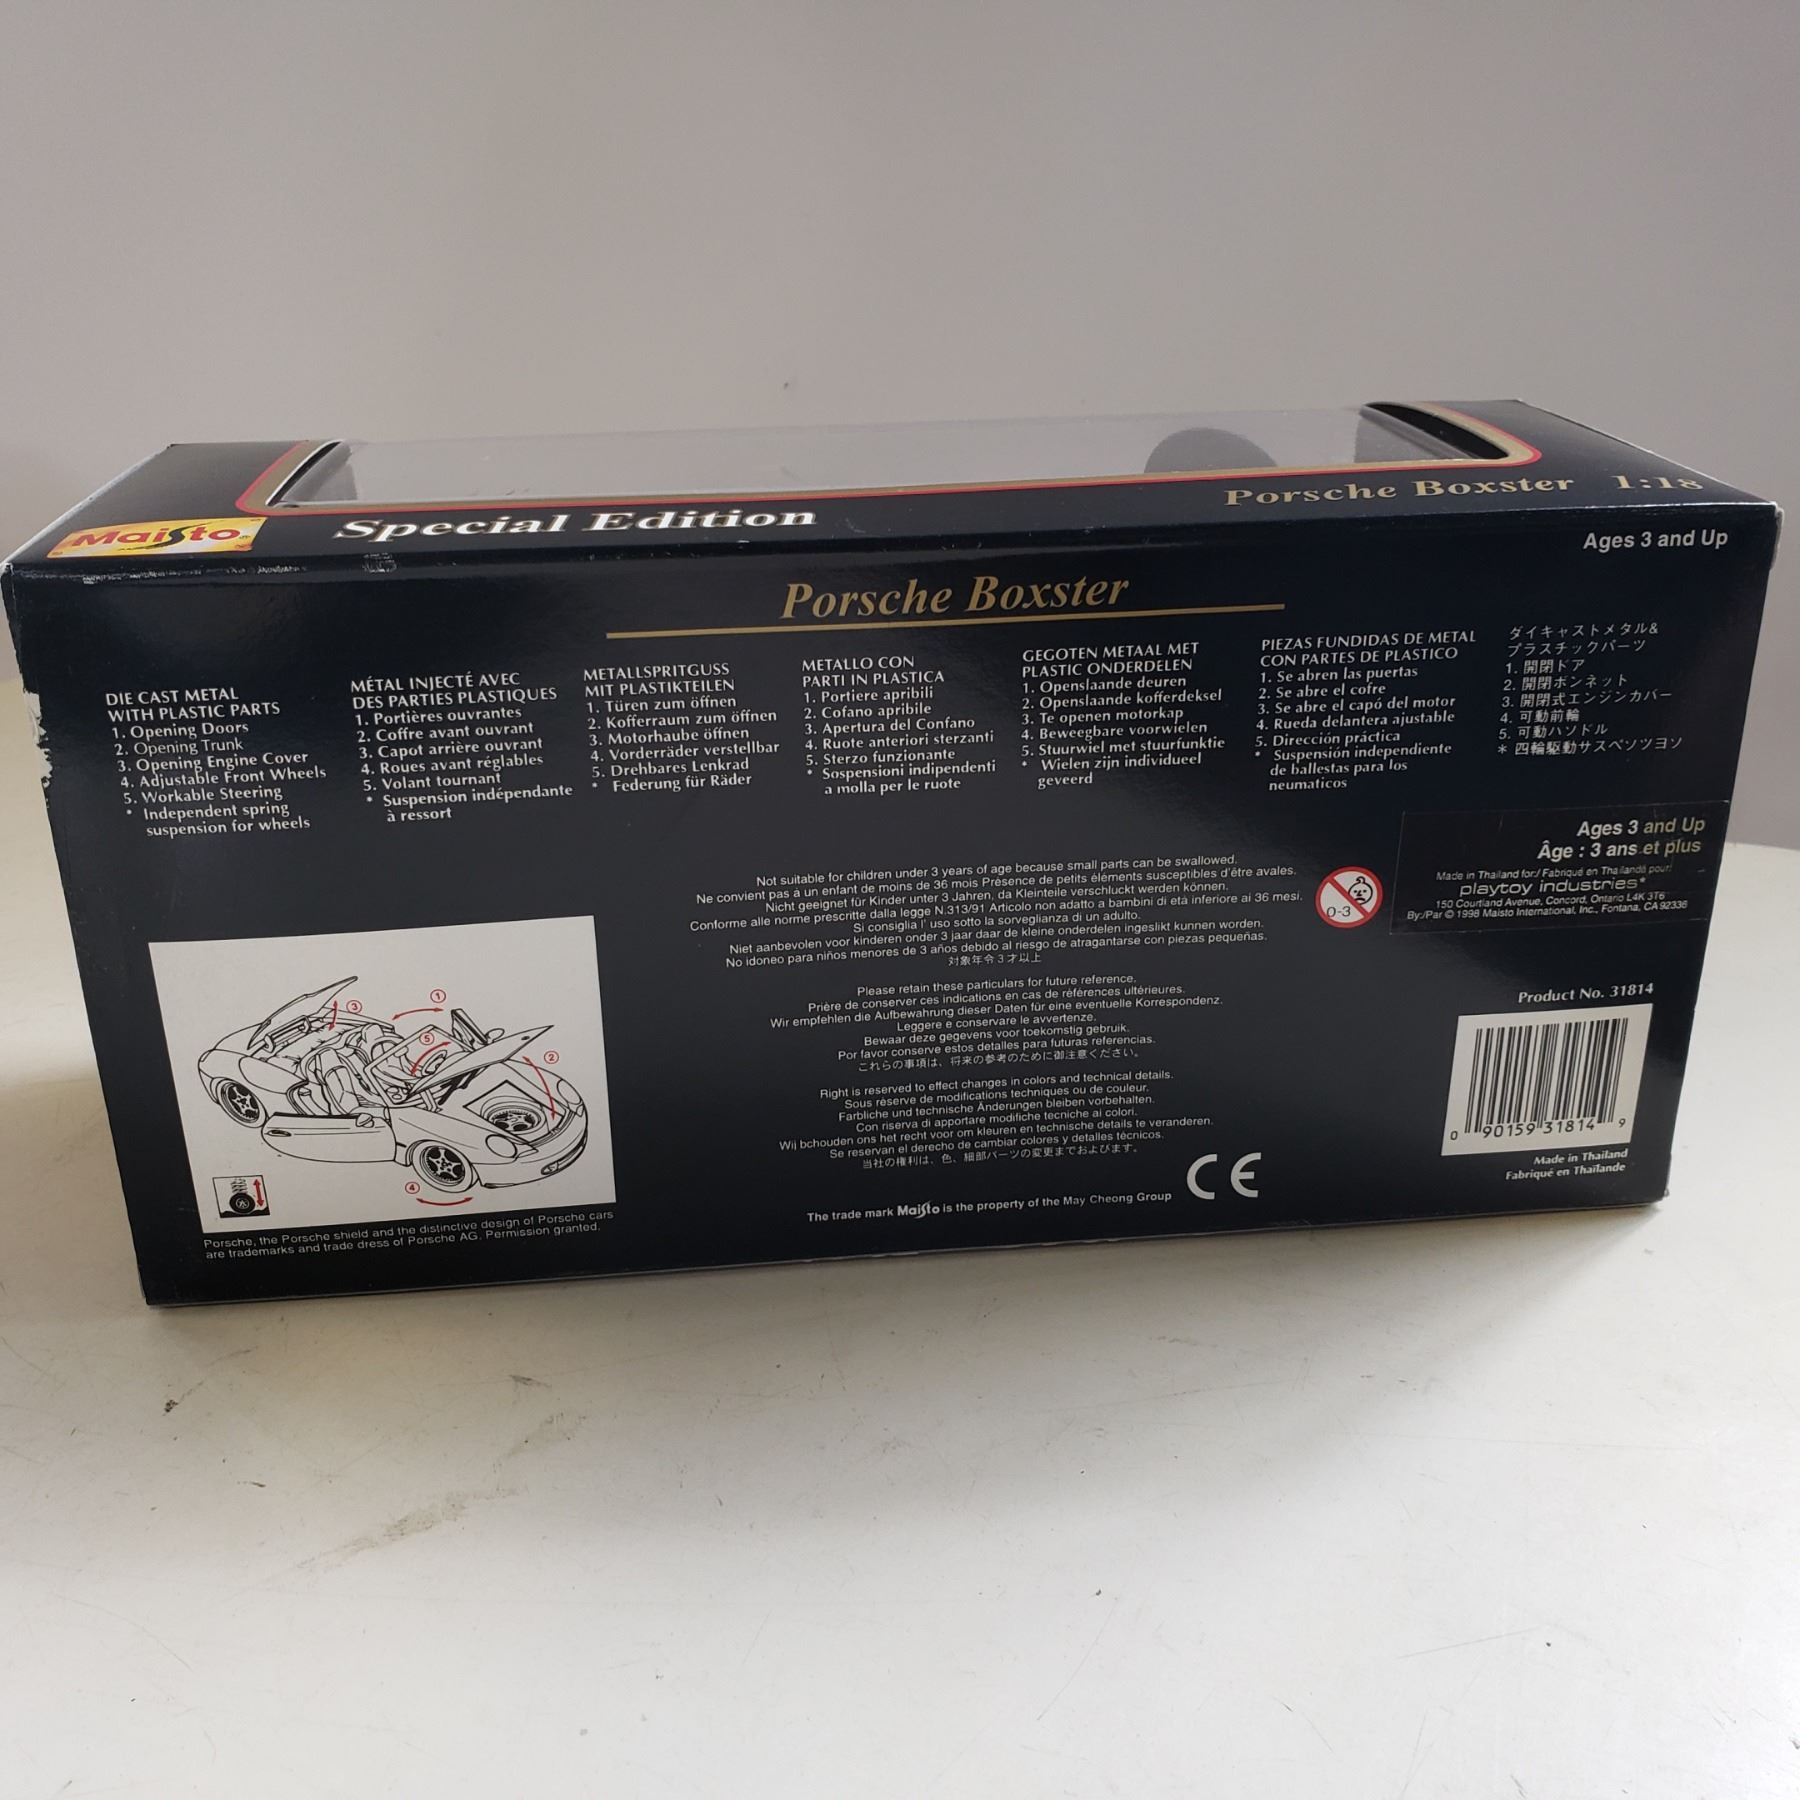 Maisto
Special Edition
Porsche Boxster 1:18
Ages 3 and Up
Porsche Boxster
DIE CAST METAL
WITH PLASTIC PARTS
1. Opening Doors
2. Opening Trunk
3. Opening Engine Cover
4. Adjustable Front Wheels
5. Workable Steering
* Independent spring
suspension for wheels
MÉTAL INJECTÉ AVEC
DES PARTIES PLASTIQUES
1. Portières ouvrantes
2. Coffre avant ouvrant
3. Capot arrière ouvrant
4. Roues avant réglables
5. Volant tournant
* Suspension indépendante
à ressort
METALLSPRITGUSS
MIT PLASTIKTEILEN
1. Türen zum öffnen
2. Kofferraum zum öffnen
3. Motorhaube öffnen
4. Vorderräder verstellbar
5. Drehbares Lenkrad
* Federung für Räder
METALLO CON
PARTI IN PLASTICA
1. Portiere apribili
2. Cofano apribile
3. Apertura del Confano
4. Ruote anteriori sterzanti
5. Sterzo funzionante
* Sospensioni indipendenti
a molla per le ruote
GEGOTEN METAAL MET
PLASTIC ONDERDELEN
1. Openslaande deuren
2. Openslaande kofferdeksel
3. Te openen motorkap
4. Beweegbare voorwielen
5. Stuurwiel met stuurfunktie
* Wielen zijn individueel
geveerd
PIEZAS FUNDIDAS DE METAL
CON PARTES DE PLASTICO
1. Se abren las puertas
2. Se abre el cofre
3. Se abre el capó del motor
4. Rueda delantera ajustable
5. Dirección práctica
* Suspensión independiente
de ballestas para los
neumaticos
ダイキャストメタル&
プラスチックパーツ
1. 開閉ドア
2. 開閉ボンネット
3. 開閉式エンジンカバー
4. 可動前輪
5. 可動ハンドル
* 四輪駆動サスペンツヨン
Not suitable for children under 3 years of age because small parts can be swallowed.
Ne convient pas à un enfant de moins de 36 mois Présence de petits éléments susceptibles d'être avales.
Nicht geeignet für Kinder unter 3 Jahren, da Kleinteile verschluckt werden können.
Conforme alle norme prescritte dalla legge N.313/91 Articolo non adatto a bambini di età inferiore ai 36 mesi.
Si consiglia l' uso sotto la sorveglianza di un adulto.
Niet aanbevolen voor kinderen onder 3 jaar daar de kleine onderdelen ingeslikt kunnen worden.
No idoneo para niños menores de 3 años debido al riesgo de atragantarse con piezas pequeñas.
対象年令3才以上
0-3
Ages 3 and Up
Âge : 3 ans et plus
Made in Thailand for:/ Fabriqué en Thailande pour:
playtoy industries*
150 Courtland Avenue, Concord, Ontario L4K 3T6
By:/Par © 1998 Maisto International, Inc., Fontana, CA 92336
Please retain these particulars for future reference.
Prière de conserver ces indications en cas de références ultérieures.
Wir empfehlen die Aufbewahrung dieser Daten für eine eventuelle Korrespondenz.
Leggere e conservare le avvertenze.
Bewaar deze gegevens voor toekomstig gebruik.
Por favor conserve estos detalles para futuras referencias.
これらの事項は、将来の参考のために御注意ください。
Right is reserved to effect changes in colors and technical details.
Sous réserve de modifications techniques ou de couleur.
Farbliche und technische Änderungen bleiben vorbehalten.
Con riserva di apportare modifiche tecniche ai colori.
Wij bchouden ons het recht voor om kleuren en technische details te veranderen.
Se reservan el derecho de cambiar colores y detalles técnicos.
当社の権利は、色、細部パーツの変更までおよびます。
The trade mark Maisto is the property of the May Cheong Group
CE
Product No. 31814
0 90159 31814 9
Made in Thailand
Fabriqué en Thaïlande
3
1
5
2
4
Porsche, the Porsche shield and the distinctive design of Porsche cars
are trademarks and trade dress of Porsche AG. Permission granted.